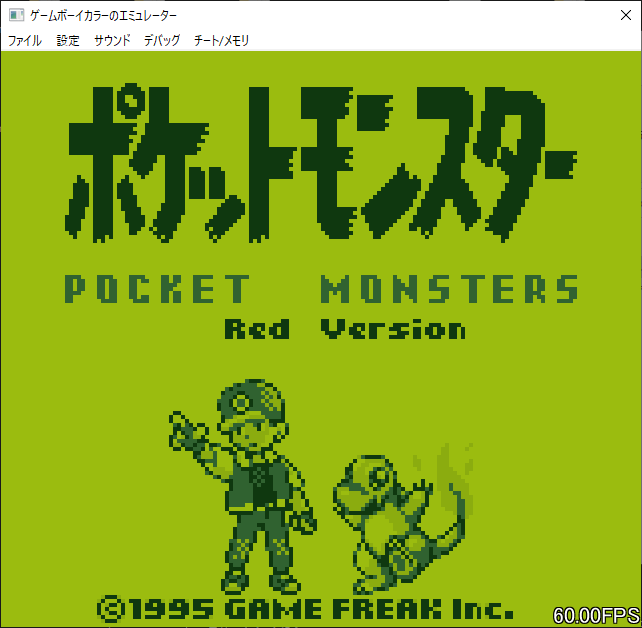 ゲームボーイカラーのエミュレーター
ファイル 設定 サウンド デバッグ チート/メモリ
ポケットモンスター
POCKET MONSTERS
Red Version
©1995 GAME FREAK Inc.
60.00FPS